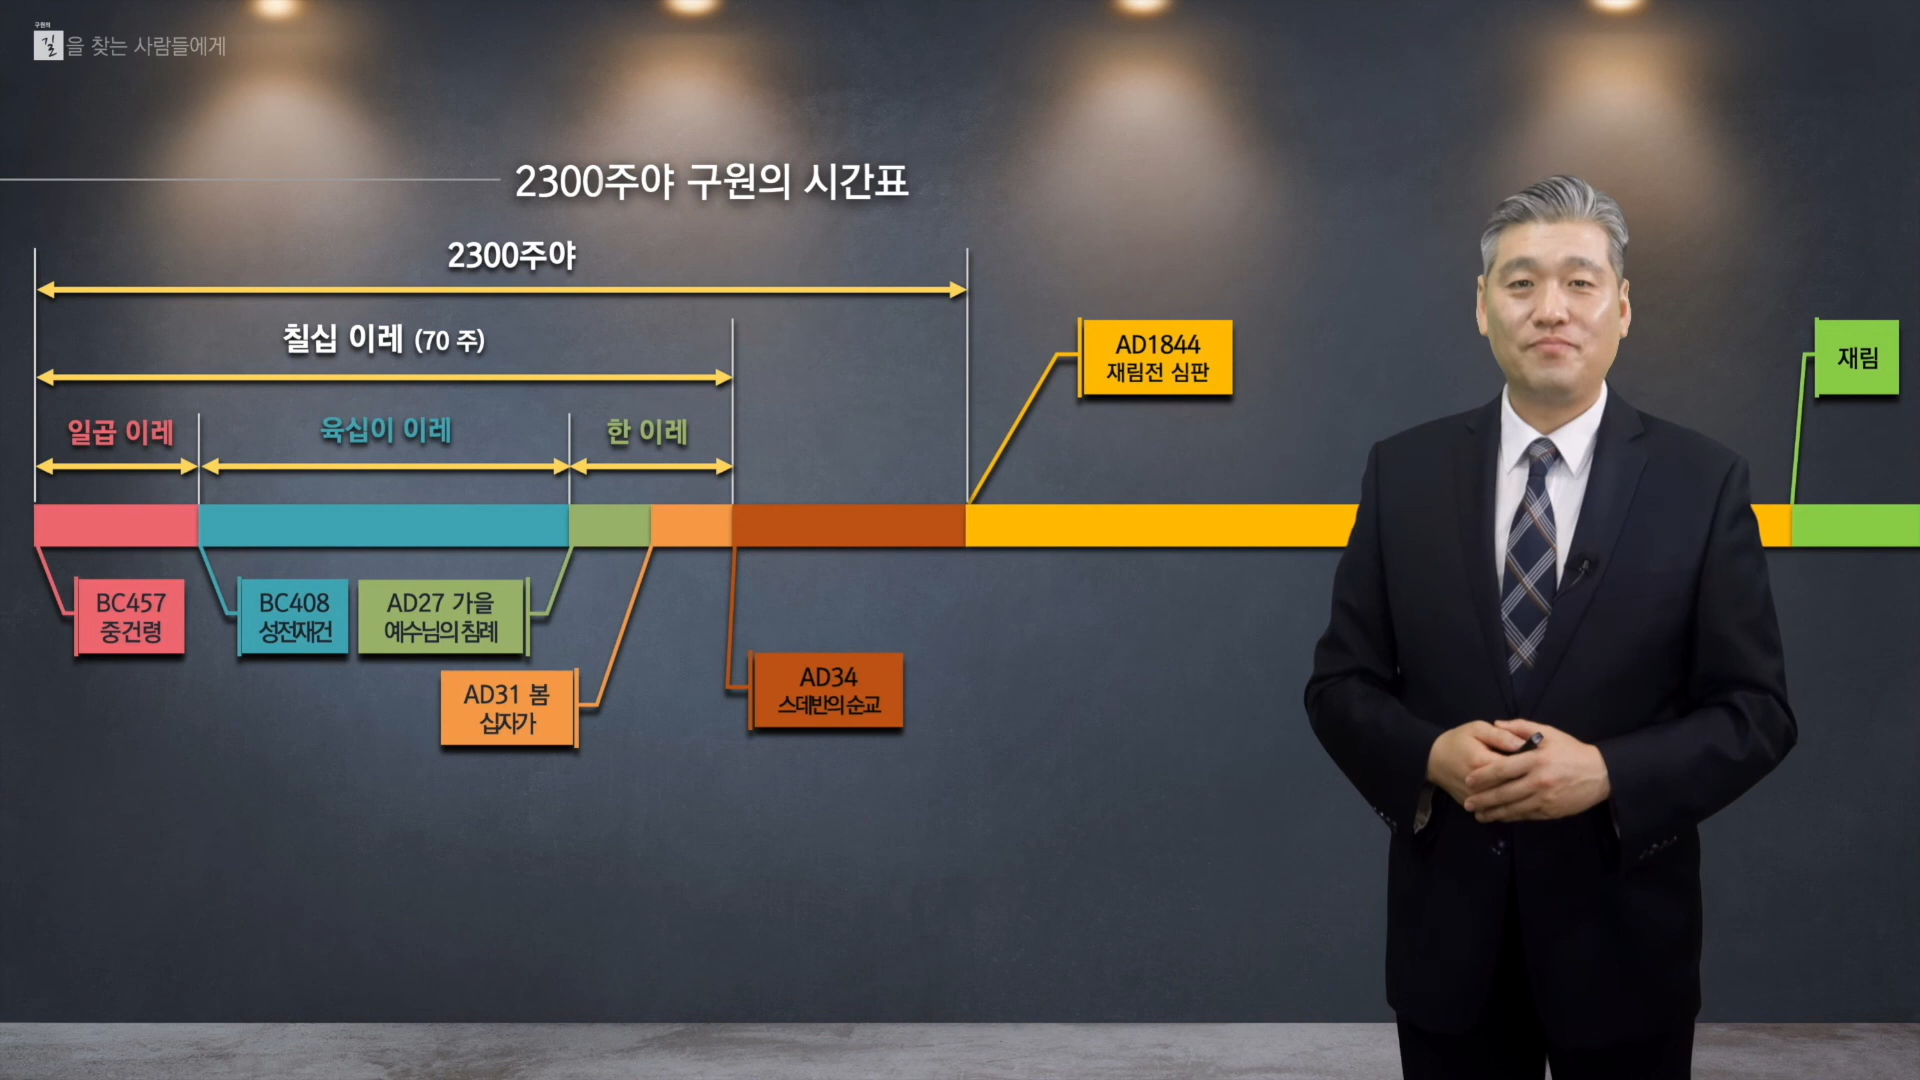 구원의
길을 찾는 사람들에게
2300주야 구원의 시간표
2300주야
칠십 이레 (70 주)
일곱 이레
육십이 이레
한 이레
AD1844
재림전 심판
재림
BC457
중건령
BC408
성전재건
AD27 가을
예수님의 침례
AD31 봄
십자가
AD34
스데반의 순교